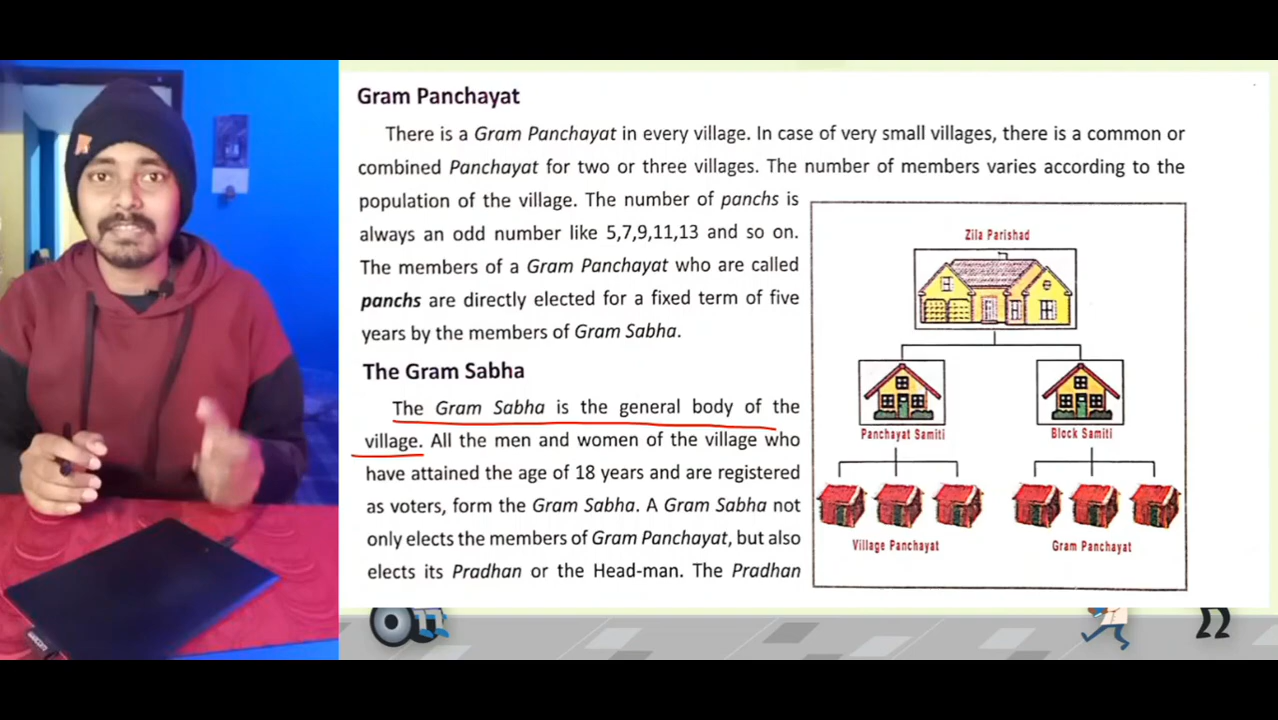 Gram Panchayat
There is a Gram Panchayat in every village. In case of very small villages, there is a common or
combined Panchayat for two or three villages. The number of members varies according to the
population of the village. The number of panchs is
always an odd number like 5,7,9,11,13 and so on.
The members of a Gram Panchayat who are called
panchs are directly elected for a fixed term of five
years by the members of Gram Sabha.
The Gram Sabha
The Gram Sabha is the general body of the
village. All the men and women of the village who
have attained the age of 18 years and are registered
as voters, form the Gram Sabha. A Gram Sabha not
only elects the members of Gram Panchayat, but also
elects its Pradhan or the Head-man. The Pradhan
Zila Parishad
Panchayat Samiti
Block Samiti
Village Panchayat
Gram Panchayat